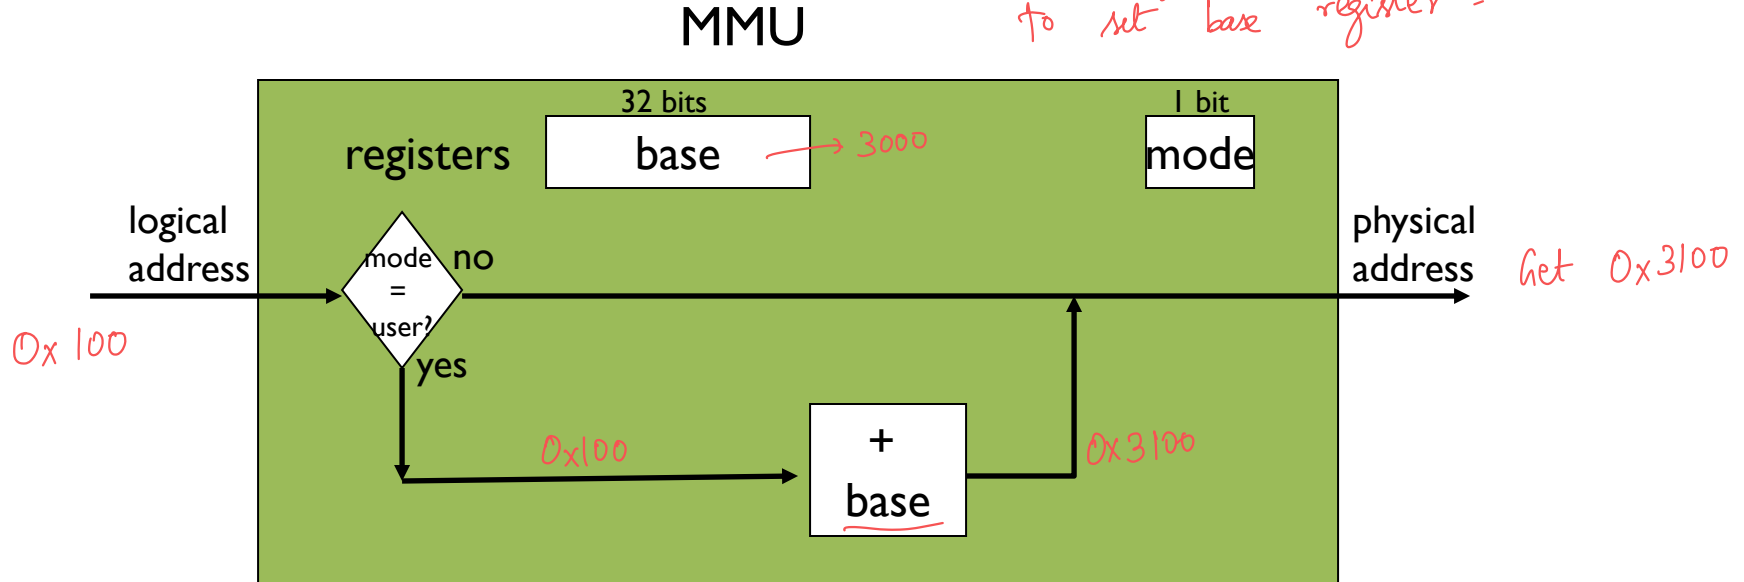 MMU
To set base register
32 bits
1 bit
registers
base
→ 3000
mode
logical
address
mode
=
user?
no
yes
physical
address
Get 0x3100
0x 100
0x100
+
base
0x3100